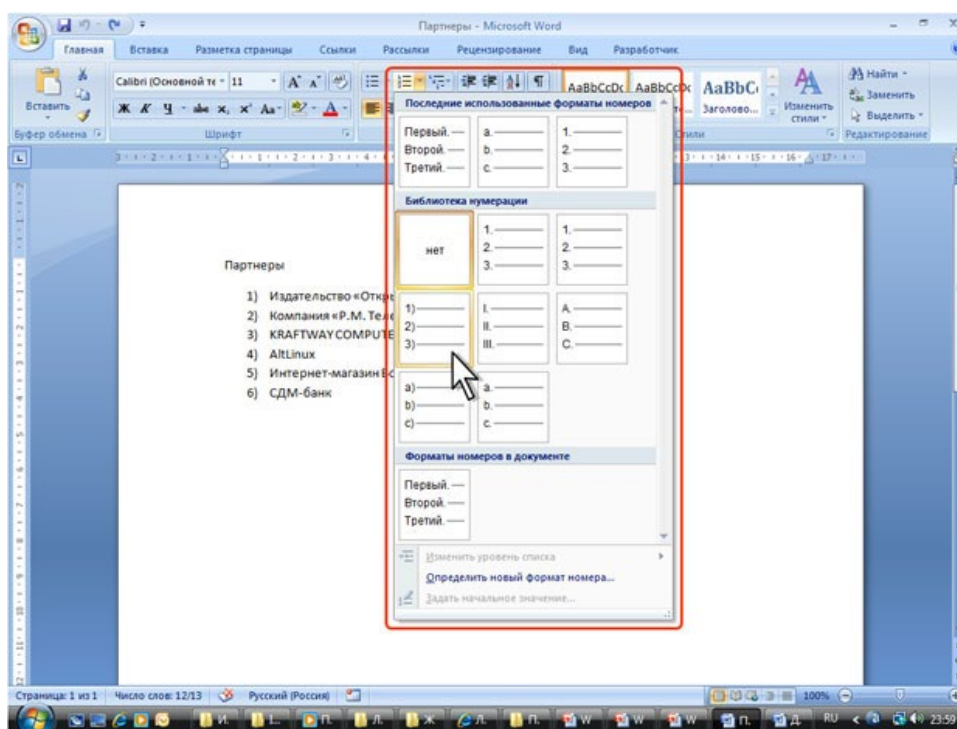 Партнеры - Microsoft Word
Главная Вставка Разметка страницы Ссылки Рассылки Рецензирование Вид Разработчик
Calibri (Основной те 11
Найти
Заменить
Выделить
Вставить
Ж К Ч abe x, x² Aa A
AaBbCcDc AaBbCcDc AaBbC
Заголово...
Изменить стили
Буфер обмена Шрифт Редактирование
Последние использованные форматы номеров
Первый. a. 1.
Второй. b. 2.
Третий. c. 3.
Библиотека нумерации
нет
1. 1.
2. 2.
3. 3.
1) I. A.
2) II. B.
3) III. C.
a) a.
b) b.
c) c.
Форматы номеров в документе
Первый.
Второй.
Третий.
Изменить уровень списка
Определить новый формат номера...
Задать начальное значение...
Партнеры
1) Издательство «Откр
2) Компания «Р.М. Теле
3) KRAFTWAY COMPUTE
4) AltLinux
5) Интернет-магазин
6) СДМ-банк
Страница: 1 из 1 Число слов: 12/13 Русский (Россия) 100%
И. L... П. Л. Ж Л. П. W W W П. Д. RU 23:59